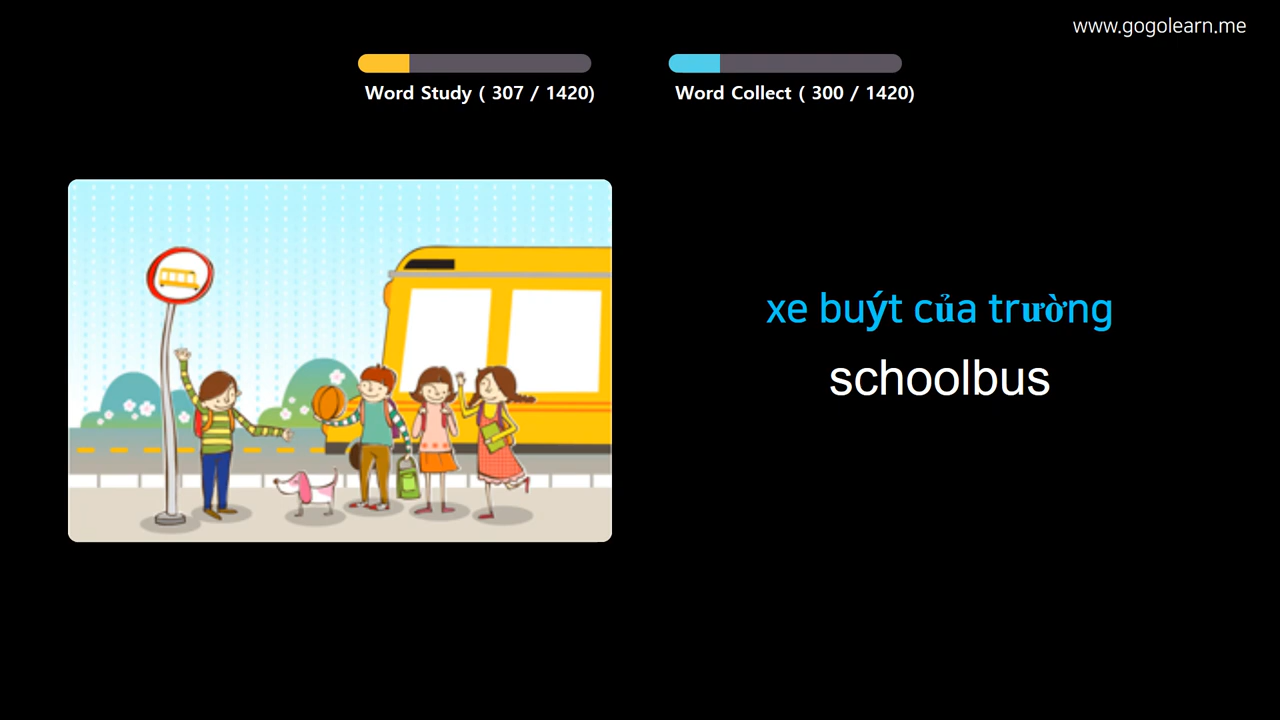 www.gogolearn.me
Word Study ( 307 / 1420)
Word Collect ( 300 / 1420)
xe buýt của trường
schoolbus